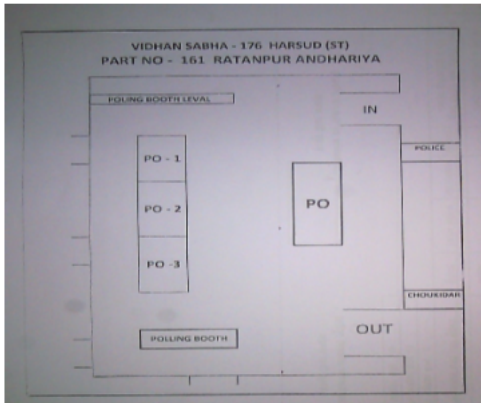 VIDHAN SABHA - 176 HARSUD (ST)
PART NO - 161 RATANPUR ANDHARIYA
POLING BOOTH LEVAL
IN
POLICE
PO - 1
PO - 2
PO
PO -3
CHOUKIDAR
OUT
POLLING BOOTH